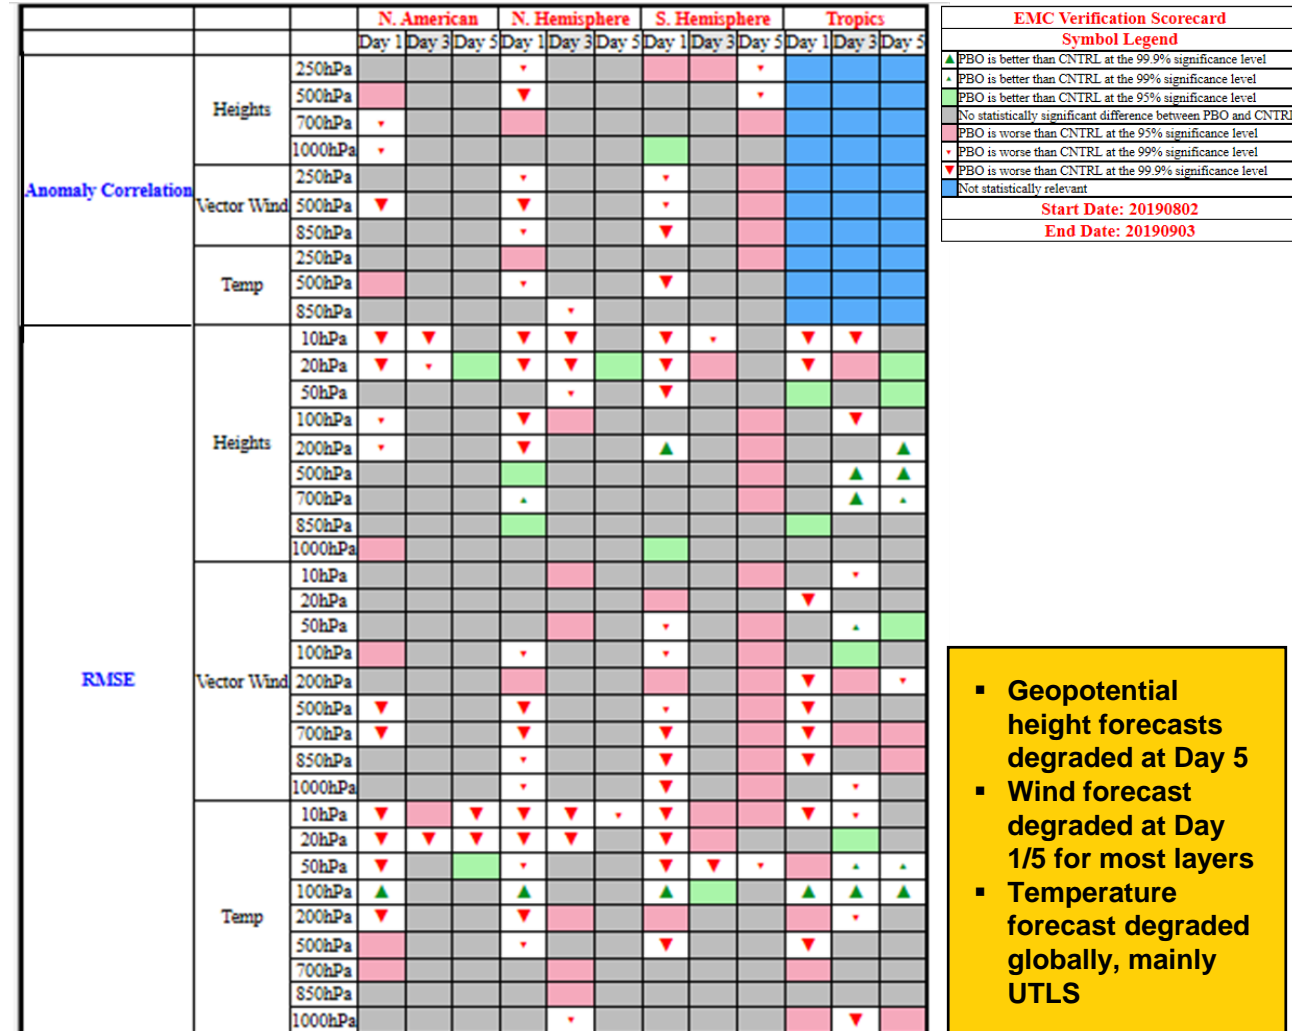 N. American N. Hemisphere S. Hemisphere Tropics
Day 1 Day 3 Day 5 Day 1 Day 3 Day 5 Day 1 Day 3 Day 5 Day 1 Day 3 Day 5
Anomaly Correlation
Heights
250hPa
500hPa
700hPa
1000hPa
Vector Wind
250hPa
500hPa
850hPa
Temp
250hPa
500hPa
850hPa
RMSE
Heights
10hPa
20hPa
50hPa
100hPa
200hPa
500hPa
700hPa
850hPa
1000hPa
Vector Wind
10hPa
20hPa
50hPa
100hPa
200hPa
500hPa
700hPa
850hPa
1000hPa
Temp
10hPa
20hPa
50hPa
100hPa
200hPa
500hPa
700hPa
850hPa
1000hPa
EMC Verification Scorecard
Symbol Legend
PBO is better than CNTRL at the 99.9% significance level
PBO is better than CNTRL at the 99% significance level
PBO is better than CNTRL at the 95% significance level
No statistically significant difference between PBO and CNTRL
PBO is worse than CNTRL at the 95% significance level
PBO is worse than CNTRL at the 99% significance level
PBO is worse than CNTRL at the 99.9% significance level
Not statistically relevant
Start Date: 20190802
End Date: 20190903
▪ Geopotential
height forecasts
degraded at Day 5
▪ Wind forecast
degraded at Day
1/5 for most layers
▪ Temperature
forecast degraded
globally, mainly
UTLS